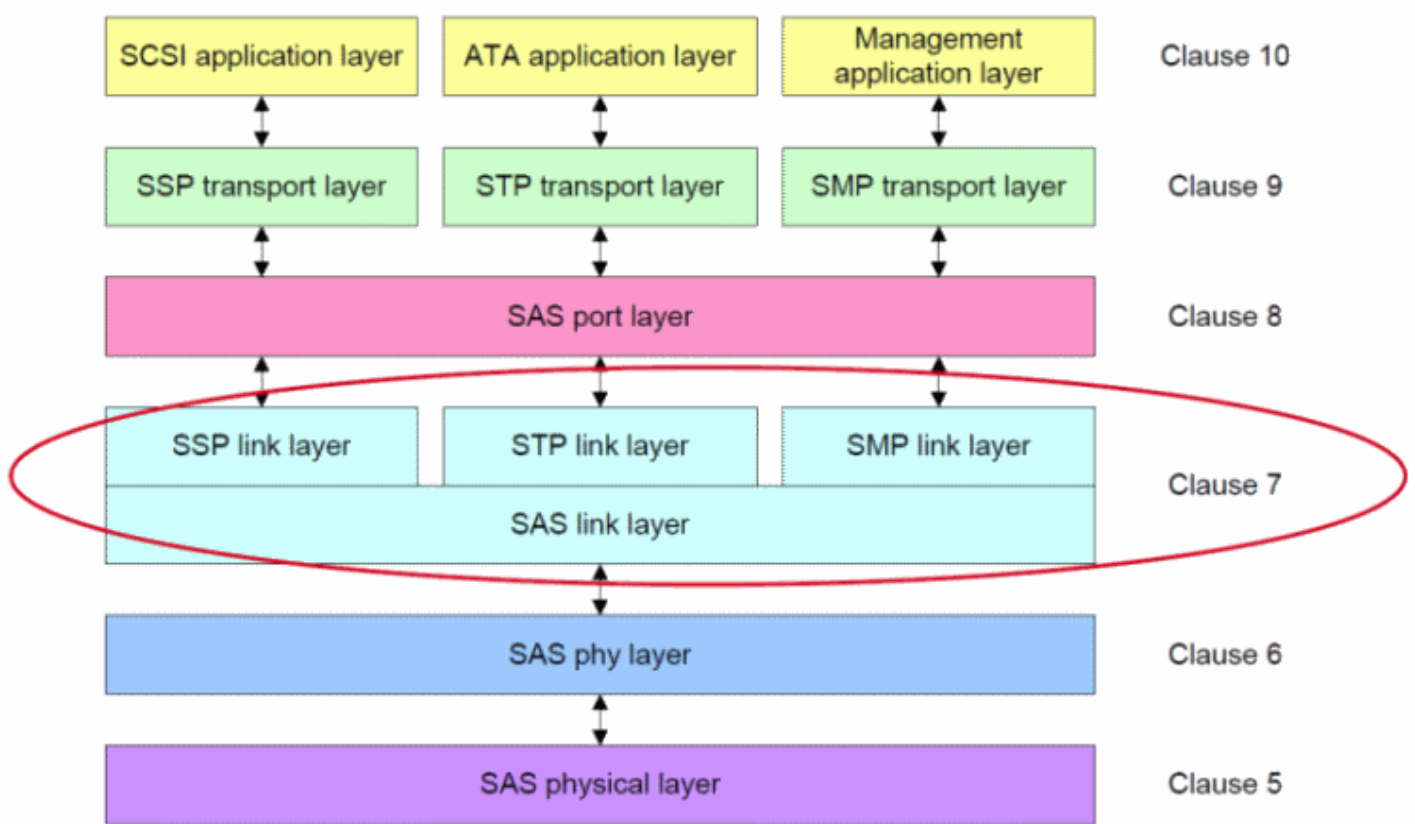 SCSI application layer
ATA application layer
Management
application layer
Clause 10
SSP transport layer
STP transport layer
SMP transport layer
Clause 9
SAS port layer
Clause 8
SSP link layer
STP link layer
SMP link layer
Clause 7
SAS link layer
SAS phy layer
Clause 6
SAS physical layer
Clause 5